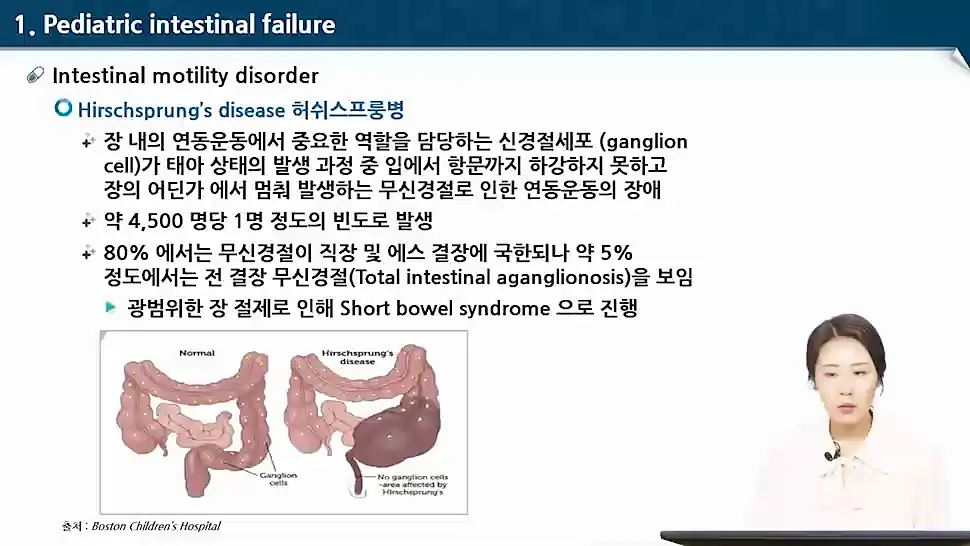 1. Pediatric intestinal failure
Intestinal motility disorder
Hirschsprung's disease 허쉬스프룽병
장 내의 연동운동에서 중요한 역할을 담당하는 신경절세포 (ganglion
cell)가 태아 상태의 발생 과정 중 입에서 항문까지 하강하지 못하고
장의 어딘가 에서 멈춰 발생하는 무신경절로 인한 연동운동의 장애
약 4,500 명당 1명 정도의 빈도로 발생
80% 에서는 무신경절이 직장 및 에스 결장에 국한되나 약 5%
정도에서는 전 결장 무신경절(Total intestinal aganglionosis)을 보임
광범위한 장 절제로 인해 Short bowel syndrome 으로 진행
Normal
Hirschsprung's
disease
Ganglion
cells
No ganglion cells
-area affected by
Hirschsprung's
출처 : Boston Children's Hospital